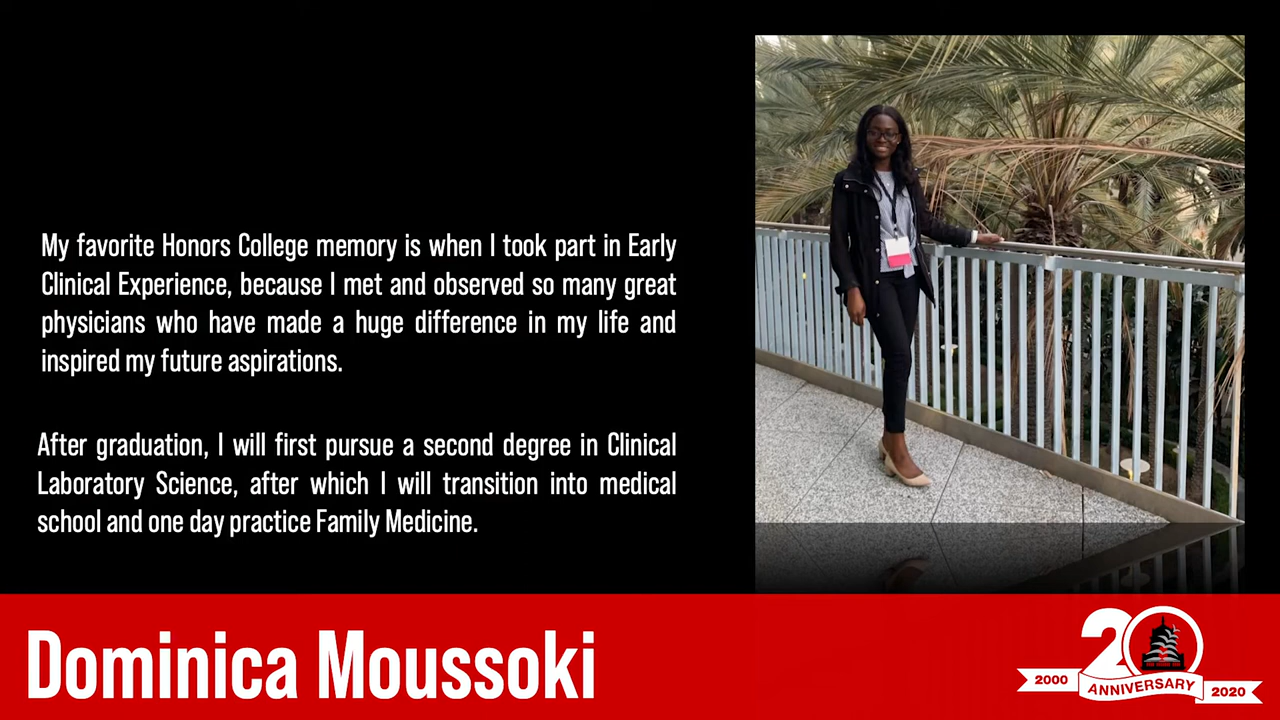 My favorite Honors College memory is when I took part in Early
Clinical Experience, because I met and observed so many great
physicians who have made a huge difference in my life and
inspired my future aspirations.
After graduation, I will first pursue a second degree in Clinical
Laboratory Science, after which I will transition into medical
school and one day practice Family Medicine.
Dominica Moussoki
20
2000
ANNIVERSARY
2020